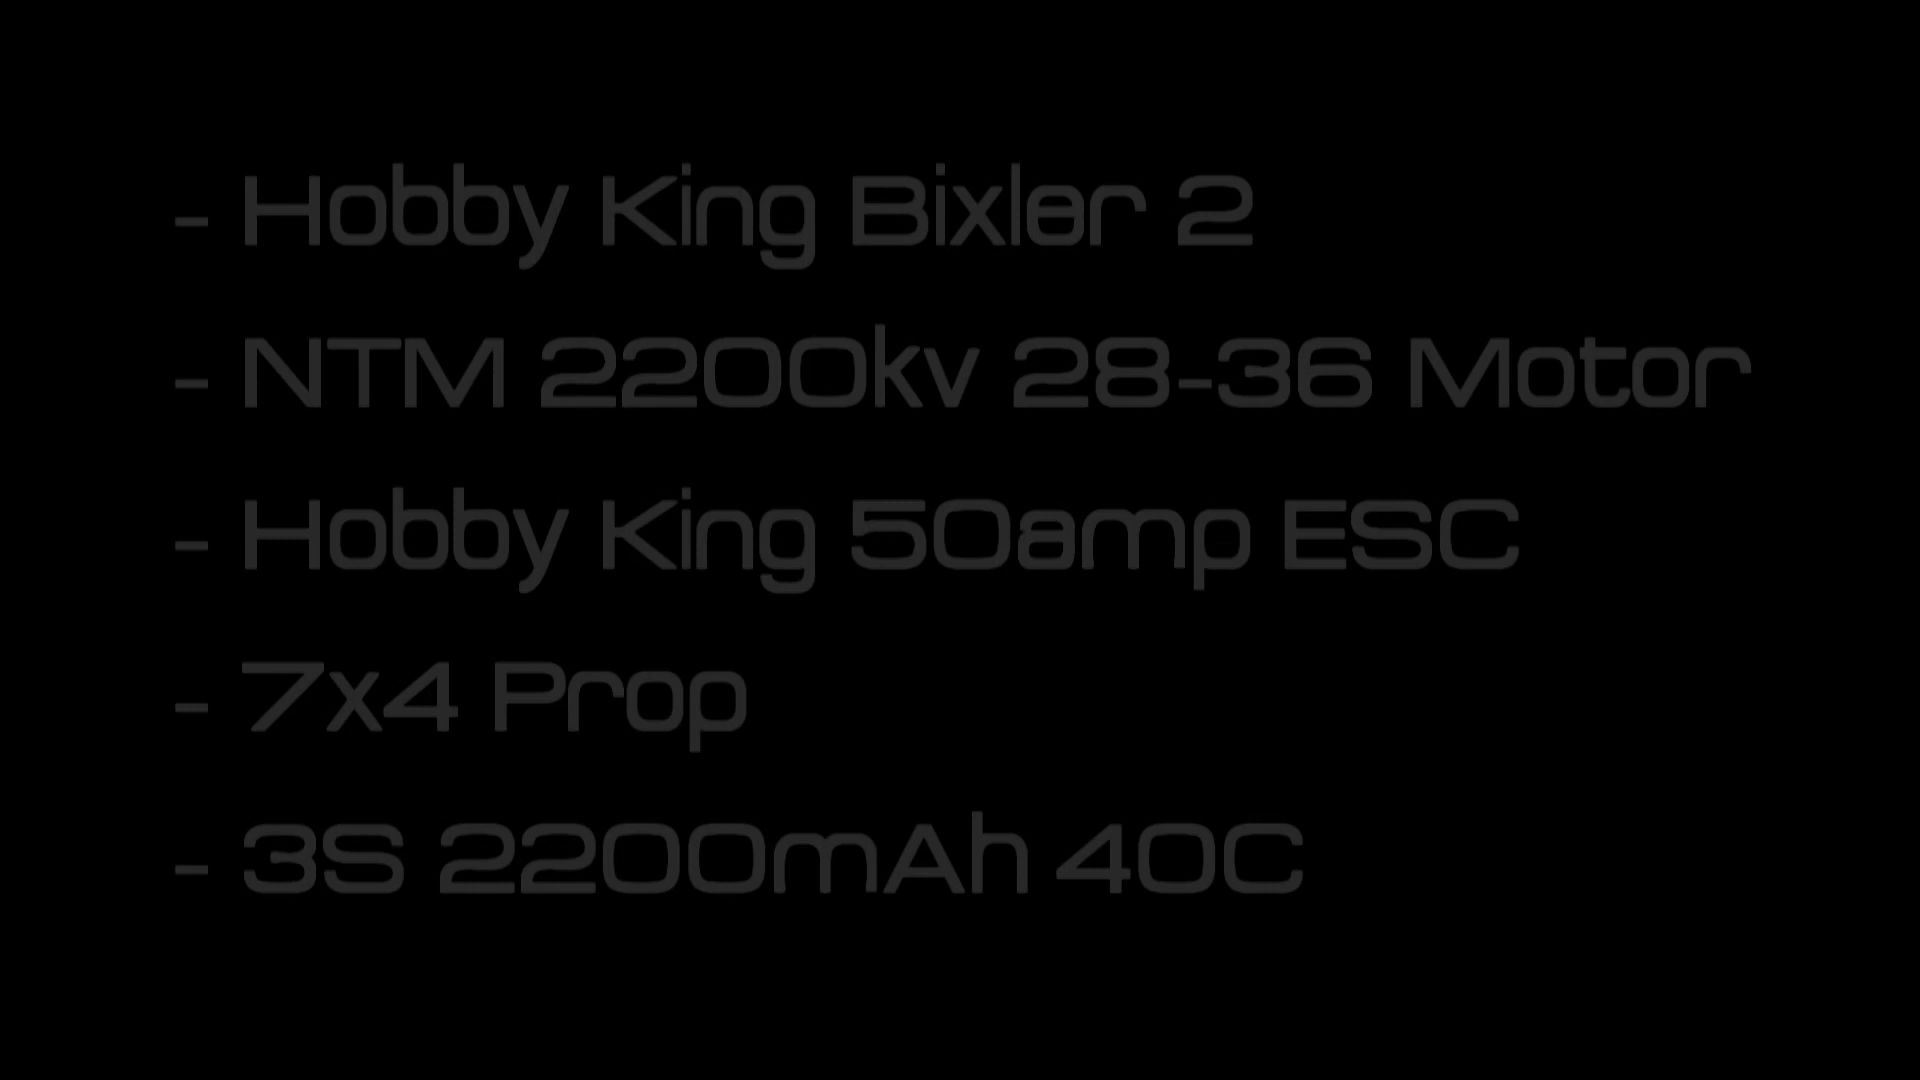 - Hobby King Bixler 2
- NTM 2200kv 28-36 Motor
- Hobby King 50amp ESC
- 7x4 Prop
- 3S 2200mAh 40C